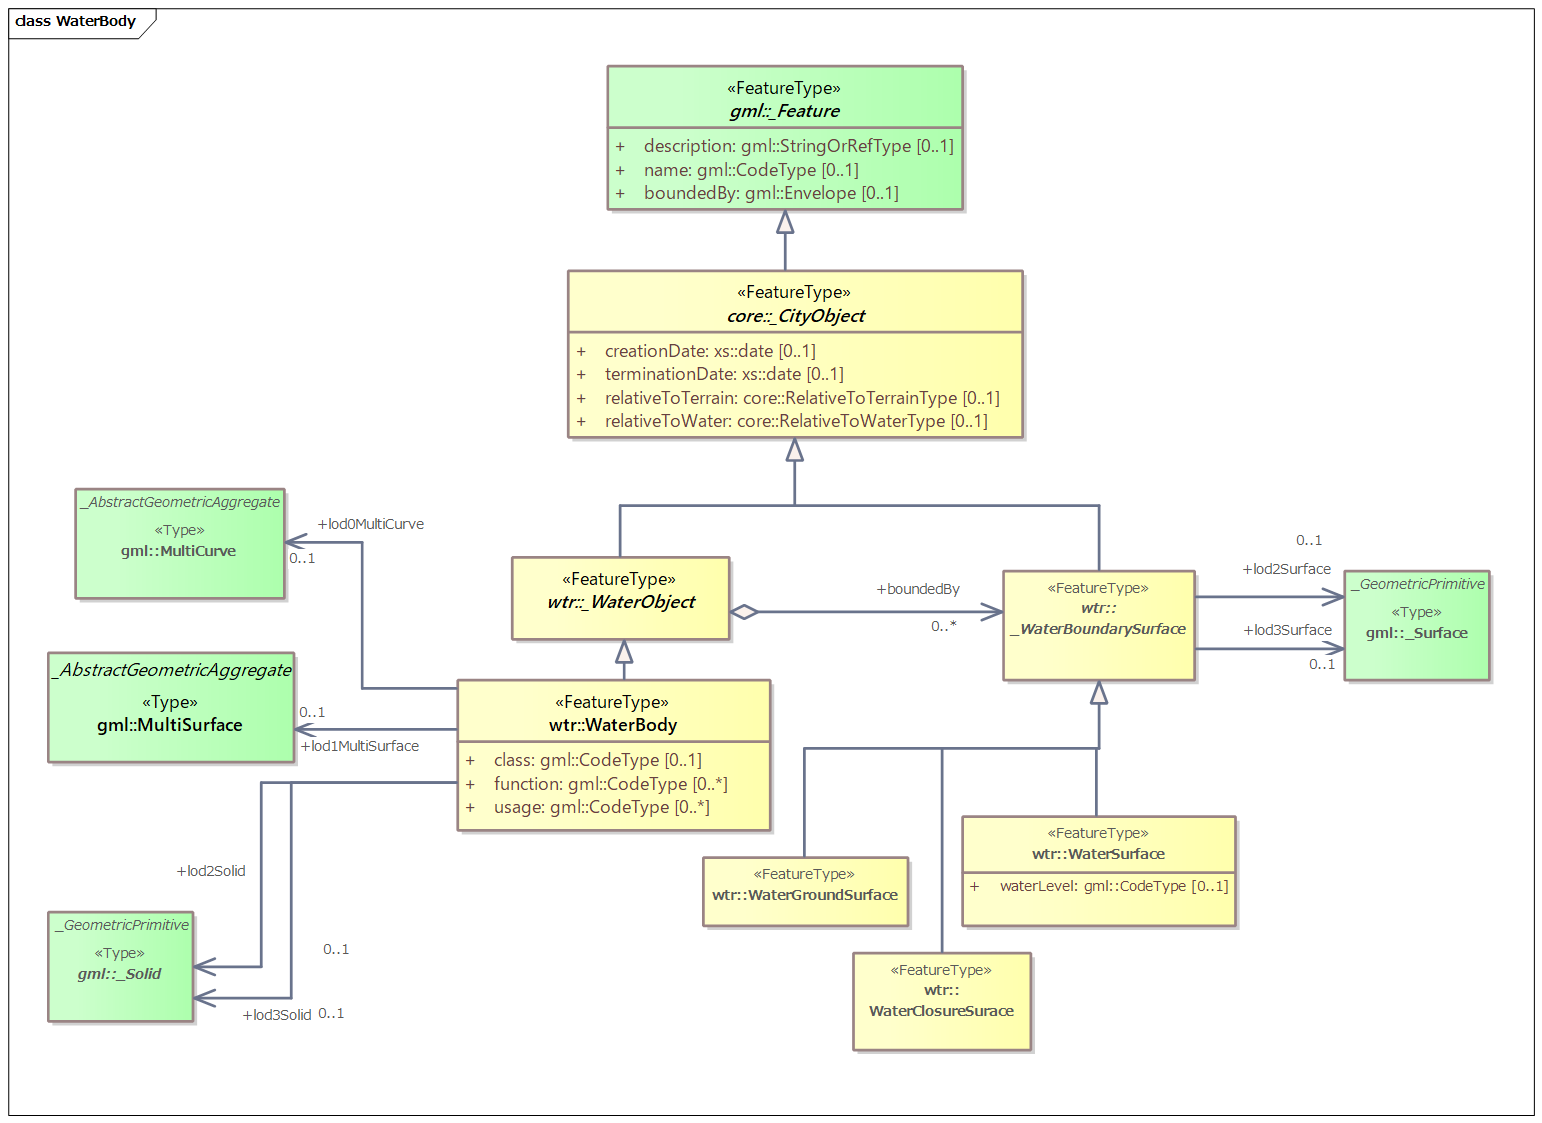 class WaterBody
«FeatureType»
gml::_Feature
+ description: gml::StringOrRefType [0..1]
+ name: gml::CodeType [0..1]
+ boundedBy: gml::Envelope [0..1]
«FeatureType»
core::_CityObject
+ creationDate: xs::date [0..1]
+ terminationDate: xs::date [0..1]
+ relativeToTerrain: core::RelativeToTerrainType [0..1]
+ relativeToWater: core::RelativeToWaterType [0..1]
_AbstractGeometricAggregate
«Type»
gml::MultiCurve
+lod0MultiCurve
0..1
«FeatureType»
wtr::_WaterObject
+boundedBy
0..*
«FeatureType»
wtr::
_WaterBoundarySurface
0..1
+lod2Surface
+lod3Surface
0..1
_GeometricPrimitive
«Type»
gml::_Surface
_AbstractGeometricAggregate
«Type»
gml::MultiSurface
0..1
+lod1MultiSurface
«FeatureType»
wtr::WaterBody
+ class: gml::CodeType [0..1]
+ function: gml::CodeType [0..*]
+ usage: gml::CodeType [0..*]
«FeatureType»
wtr::WaterSurface
+ waterLevel: gml::CodeType [0..1]
«FeatureType»
wtr::WaterGroundSurface
+lod2Solid
_GeometricPrimitive
«Type»
gml::_Solid
0..1
+lod3Solid 0..1
«FeatureType»
wtr::
WaterClosureSurace